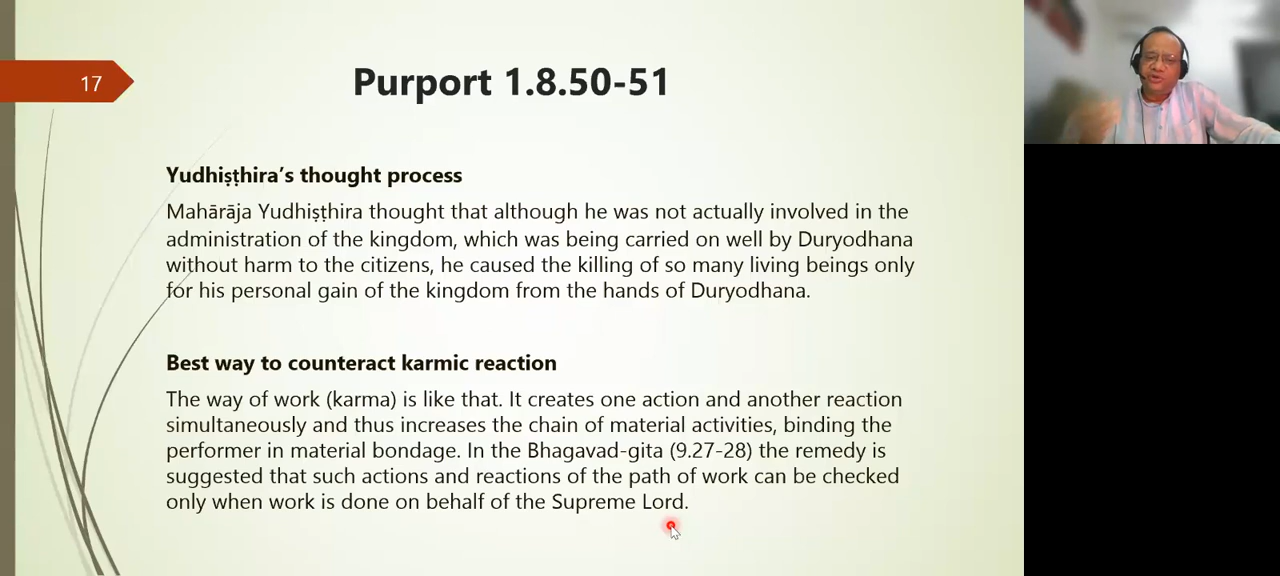 17
Purport 1.8.50-51
Yudhiṣṭhira’s thought process
Mahārāja Yudhiṣṭhira thought that although he was not actually involved in the
administration of the kingdom, which was being carried on well by Duryodhana
without harm to the citizens, he caused the killing of so many living beings only
for his personal gain of the kingdom from the hands of Duryodhana.
Best way to counteract karmic reaction
The way of work (karma) is like that. It creates one action and another reaction
simultaneously and thus increases the chain of material activities, binding the
performer in material bondage. In the Bhagavad-gita (9.27-28) the remedy is
suggested that such actions and reactions of the path of work can be checked
only when work is done on behalf of the Supreme Lord.